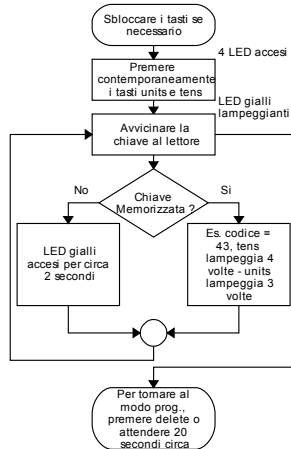 Sbloccare i tasti se
necessario
4 LED accesi
Premere
contemporaneamente
i tasti units e tens
LED gialli
lampeggianti
Avvicinare la
chiave al lettore
No
Si
Chiave
Memorizzata ?
LED gialli
accesi per circa
2 secondi
Es. codice =
43, tens
lampeggia 4
volte - units
lampeggia 3
volte
Per tornare al
modo prog.,
premere delete o
attendere 20
secondi circa